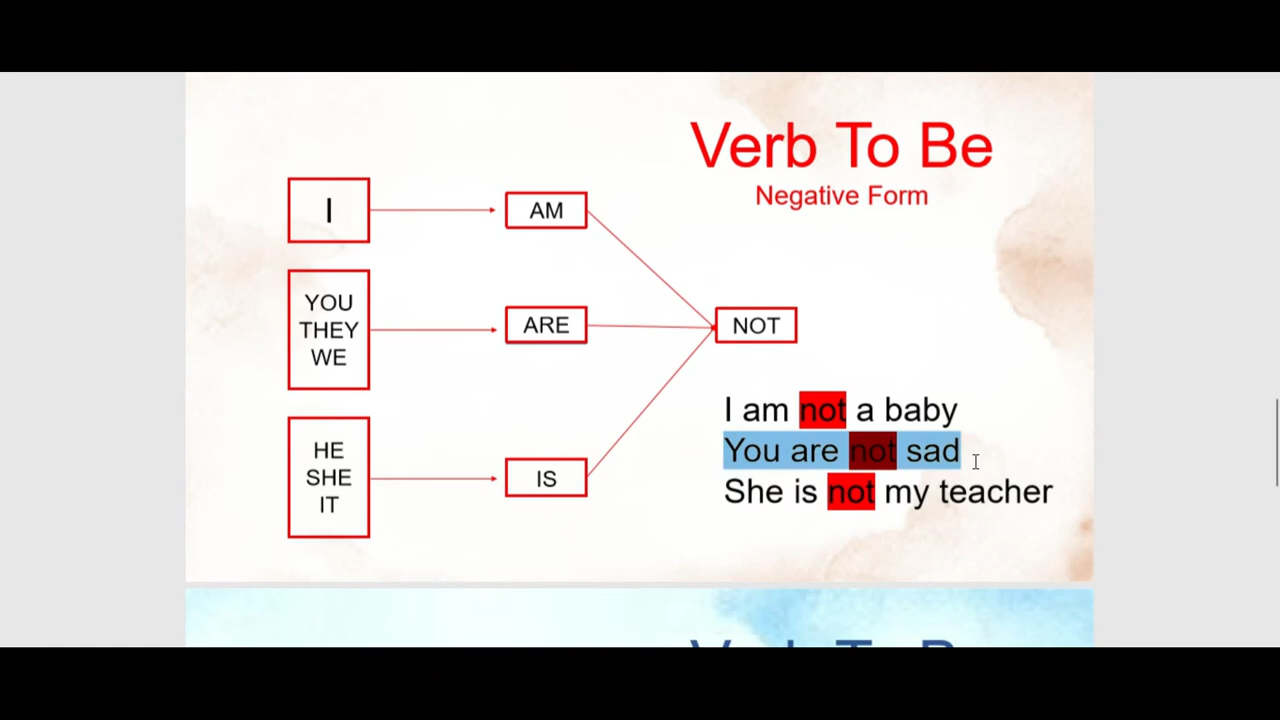 Verb To Be
Negative Form
I
AM
YOU
THEY
WE
ARE
NOT
HE
SHE
IT
IS
I am not a baby
You are not sad
She is not my teacher